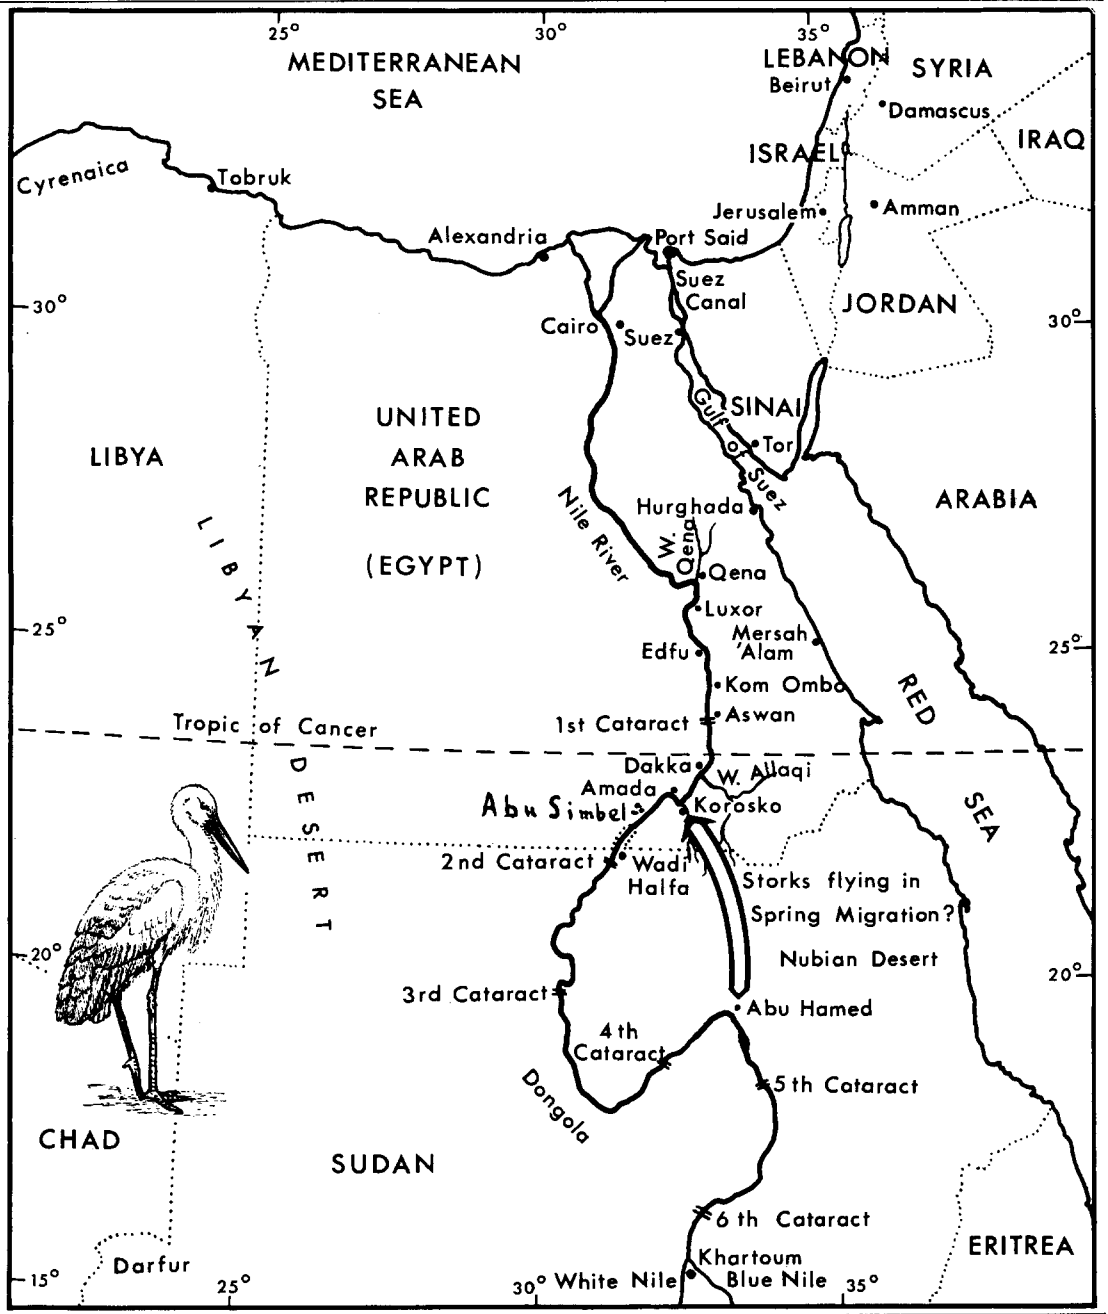 25°
30°
35°
MEDITERRANEAN
SEA
LEBANON
Beirut
SYRIA
Damascus
IRAQ
ISRAEL
Cyrenaica
Tobruk
Jerusalem
Amman
Alexandria
Port Said
Suez
Canal
30°
JORDAN
30°
Cairo
Suez
Gulf of Suez
SINAI
Tor
UNITED
ARAB
REPUBLIC
(EGYPT)
LIBYA
ARABIA
Nile River
Hurghada
W.
Qena
Qena
LIBYAN
Luxor
25°
Mersah
'Alam
25°
Edfu
Kom Ombo
RED
Aswan
Tropic of Cancer
1st Cataract
Dakka
W. Allaqi
DESERT
Amada
Abu Simbel
Korosko
SEA
2nd Cataract
Wadi
Halfa
Storks flying in
Spring Migration?
20°
Nubian Desert
20°
3rd Cataract
Abu Hamed
4th
Cataract
5th Cataract
Dongola
CHAD
SUDAN
6th Cataract
ERITREA
Darfur
Khartoum
15°
25°
30°
White Nile
Blue Nile
35°